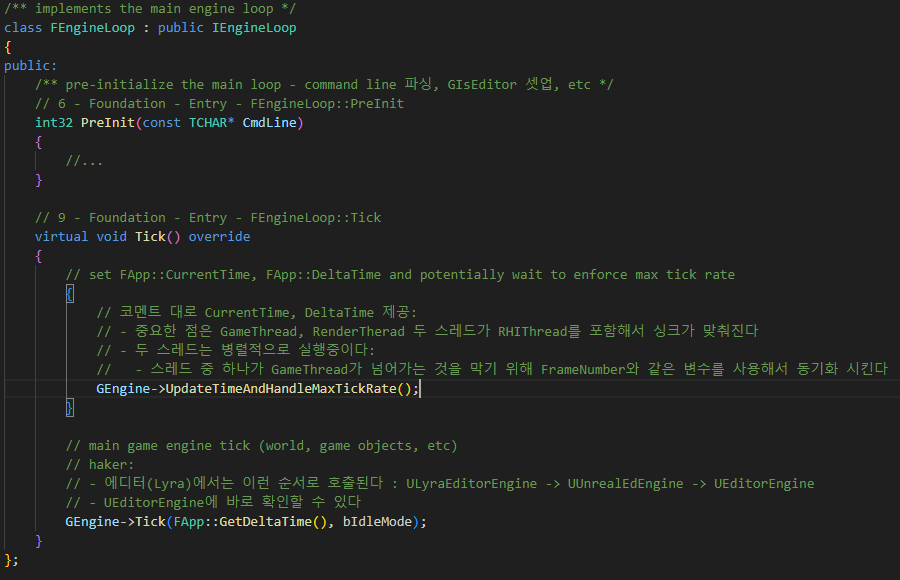 /** implements the main engine loop */
class FEngineLoop : public IEngineLoop
{
public:
/** pre-initialize the main loop - command line 파싱, GIsEditor 셋업, etc */
// 6 - Foundation - Entry - FEngineLoop::PreInit
int32 PreInit(const TCHAR* CmdLine)
{
//...
}
// 9 - Foundation - Entry - FEngineLoop::Tick
virtual void Tick() override
{
// set FApp::CurrentTime, FApp::DeltaTime and potentially wait to enforce max tick rate
{
// 코멘트 대로 CurrentTime, DeltaTime 제공:
// - 중요한 점은 GameThread, RenderTherad 두 스레드가 RHIThread를 포함해서 싱크가 맞춰진다
// - 두 스레드는 병렬적으로 실행중이다:
//   - 스레드 중 하나가 GameThread가 넘어가는 것을 막기 위해 FrameNumber와 같은 변수를 사용해서 동기화 시킨다
GEngine->UpdateTimeAndHandleMaxTickRate();
}
// main game engine tick (world, game objects, etc)
// haker:
// - 에디터(Lyra)에서는 이런 순서로 호출된다 : ULyraEditorEngine -> UUnrealEdEngine -> UEditorEngine
// - UEditorEngine에 바로 확인할 수 있다
GEngine->Tick(FApp::GetDeltaTime(), bIdleMode);
}
};